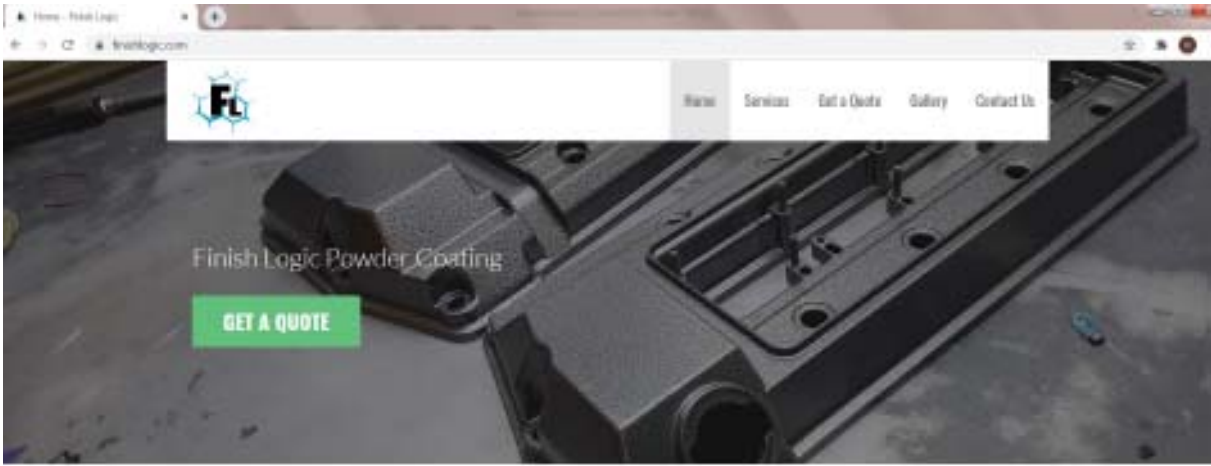 Home - Finish Logic
finishlogic.com
FL
Home Services Get a Quote Gallery Contact Us
Finish Logic Powder Coating
GET A QUOTE